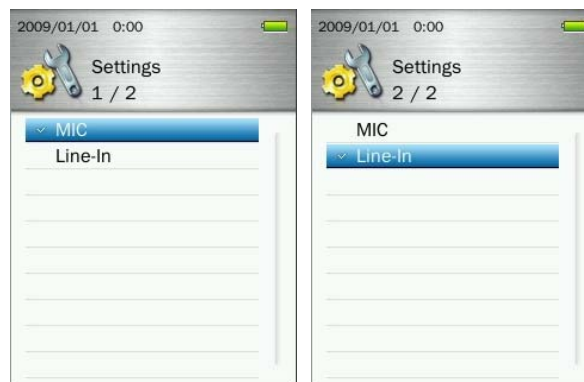 2009/01/01 0:00
Settings
1 / 2
MIC
Line-In
2009/01/01 0:00
Settings
2 / 2
MIC
Line-In